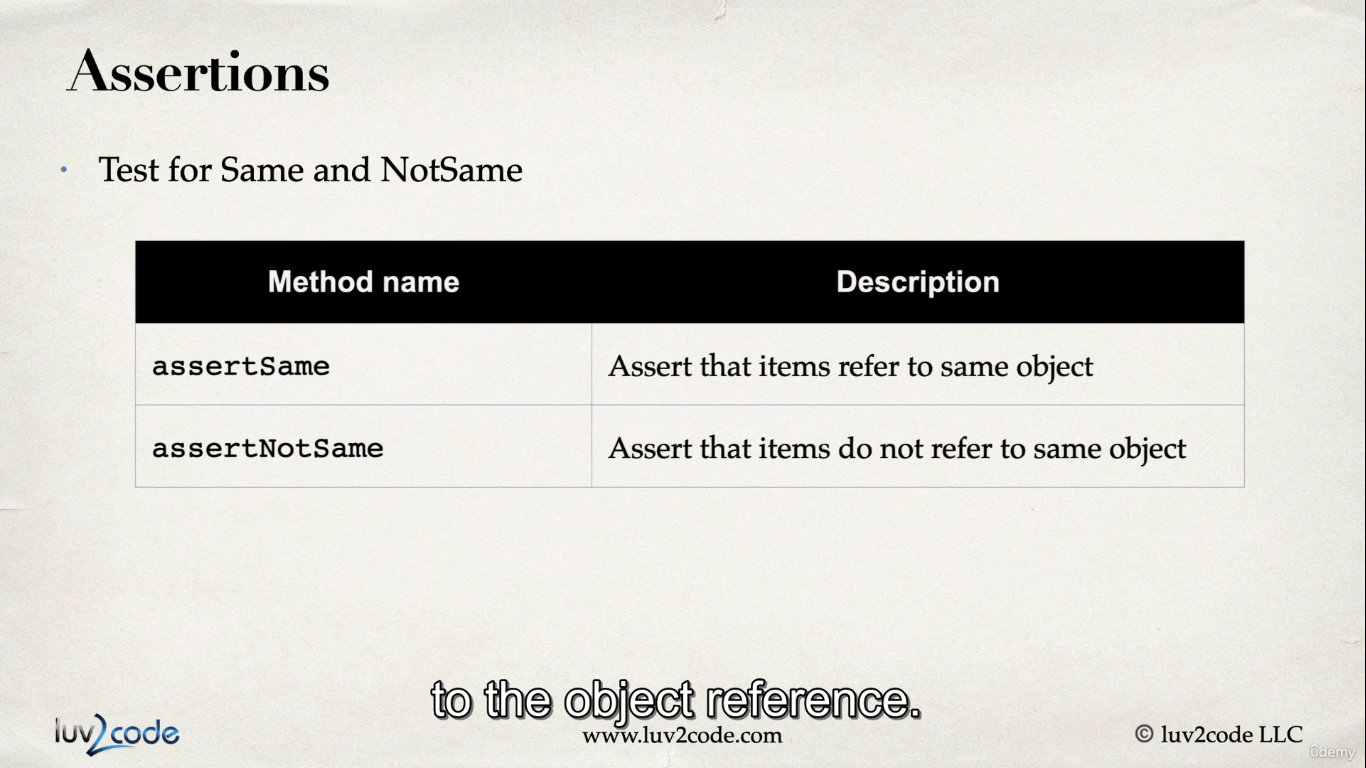 Assertions
• Test for Same and NotSame
Method name Description
assertSame Assert that items refer to same object
assertNotSame Assert that items do not refer to same object
to the object reference.
luv2code www.luv2code.com © luv2code LLC
ûdemy